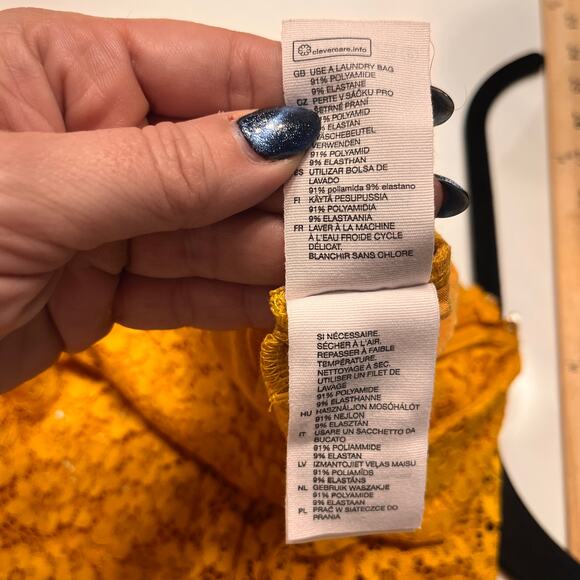 clevercare.info
GB USE A LAUNDRY BAG
91% POLYAMIDE
9% ELASTANE
CZ PERTE V SÁČKU PRO
ŠETRNÉ PRANÍ
POLYAMID
ELASTAN
WÄSCHEBEUTEL
VERWENDEN
91% POLYAMID
9% ELASTHAN
ES UTILIZAR BOLSA DE
LAVADO
91% poliamida 9% elastano
FI KÄYTÄ PESUPUSSIA
91% POLYAMIDIA
9% ELASTAANIA
FR LAVER À LA MACHINE
À L'EAU FROIDE CYCLE
DÉLICAT.
BLANCHIR SANS CHLORE
SI NÉCESSAIRE.
SÉCHER À L'AIR.
REPASSER À FAIBLE
TEMPÉRATURE.
NETTOYAGE À SEC.
UTILISER UN FILET DE
LAVAGE
91% POLYAMIDE
9% ÉLASTHANNE
HU HASZNÁLJON MOSÓHÁLÓT
91% NEJLON
9% ELASZTÁN
IT USARE UN SACCHETTO DA
BUCATO
91% POLIAMMIDE
9% ELASTAN
LV IZMANTOJIET VEĻAS MAISU
91% POLIAMĪDS
9% ELASTĀNS
NL GEBRUIK WASZAKJE
91% POLYAMIDE
9% ELASTAAN
PL PRAĆ W SIATECZCE DO
PRANIA